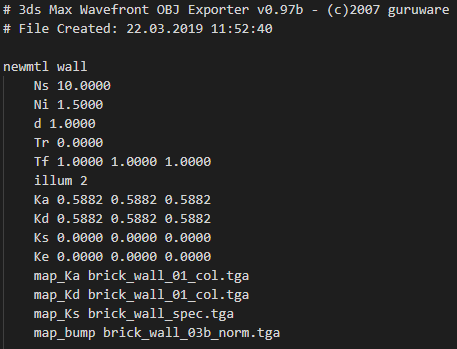 # 3ds Max Wavefront OBJ Exporter v0.97b - (c)2007 guruware
# File Created: 22.03.2019 11:52:40
newmtl wall
Ns 10.0000
Ni 1.5000
d 1.0000
Tr 0.0000
Tf 1.0000 1.0000 1.0000
illum 2
Ka 0.5882 0.5882 0.5882
Kd 0.5882 0.5882 0.5882
Ks 0.0000 0.0000 0.0000
Ke 0.0000 0.0000 0.0000
map_Ka brick_wall_01_col.tga
map_Kd brick_wall_01_col.tga
map_Ks brick_wall_spec.tga
map_bump brick_wall_03b_norm.tga